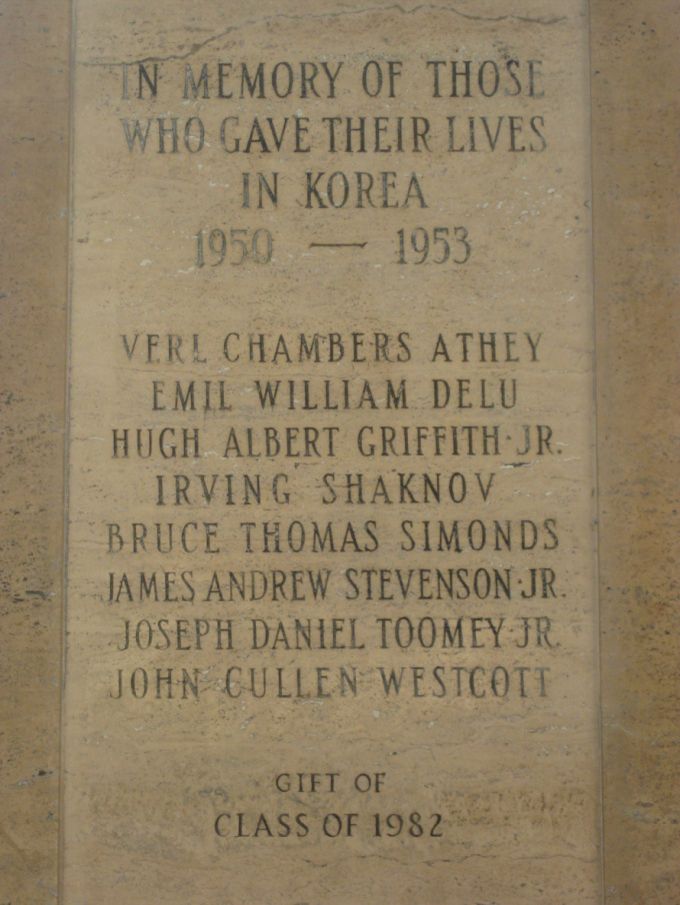 IN MEMORY OF THOSE
WHO GAVE THEIR LIVES
IN KOREA
1950 — 1953
VERL CHAMBERS ATHEY
EMIL WILLIAM DELU
HUGH ALBERT GRIFFITH·JR.
IRVING SHAKNOV
BRUCE THOMAS SIMONDS
JAMES ANDREW STEVENSON·JR.
JOSEPH DANIEL TOOMEY·JR.
JOHN CULLEN WESTCOTT
GIFT OF
CLASS OF 1982